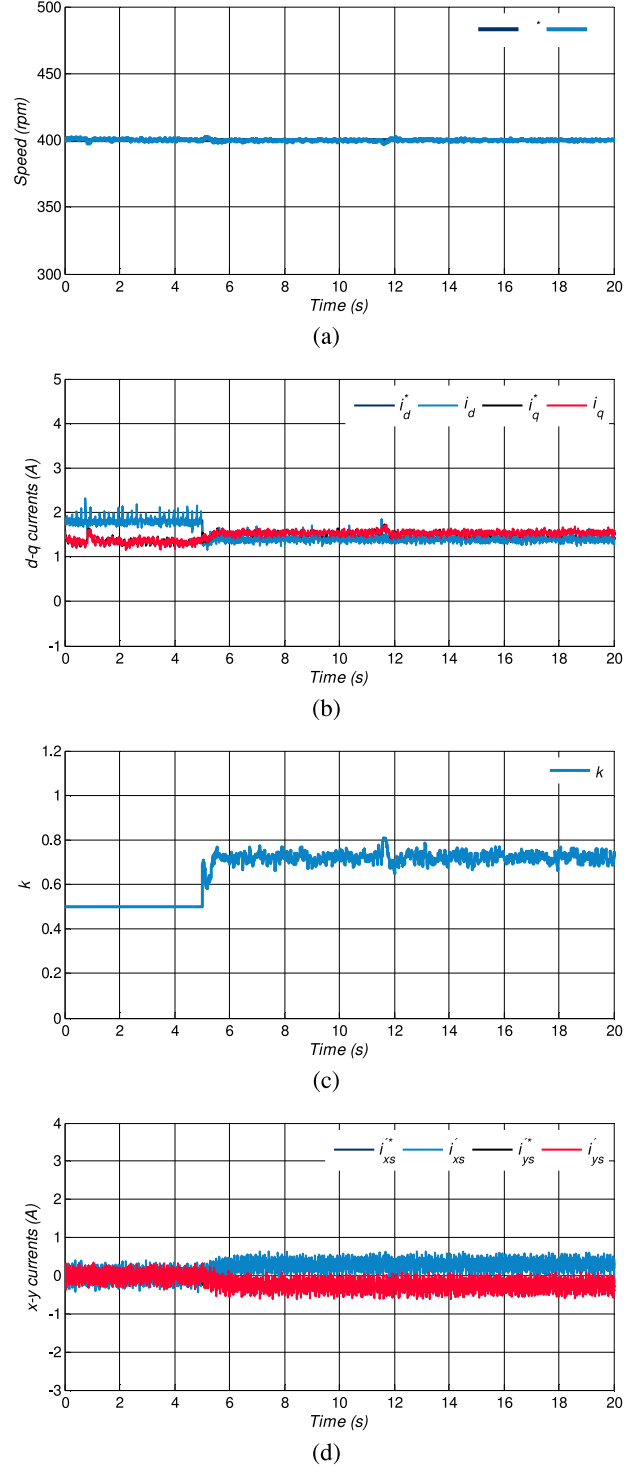 500
*
450
400
350
300
Speed (rpm)
0 2 4 6 8 10 12 14 16 18 20
Time (s)
(a)
5
i*d id i*q iq
4
3
2
1
0
-1
d-q currents (A)
0 2 4 6 8 10 12 14 16 18 20
Time (s)
(b)
1.2
k
1
0.8
0.6
0.4
0.2
0
k
0 2 4 6 8 10 12 14 16 18 20
Time (s)
(c)
4
i´*xs i´xs i´*ys i´ys
3
2
1
0
-1
-2
-3
x-y currents (A)
0 2 4 6 8 10 12 14 16 18 20
Time (s)
(d)